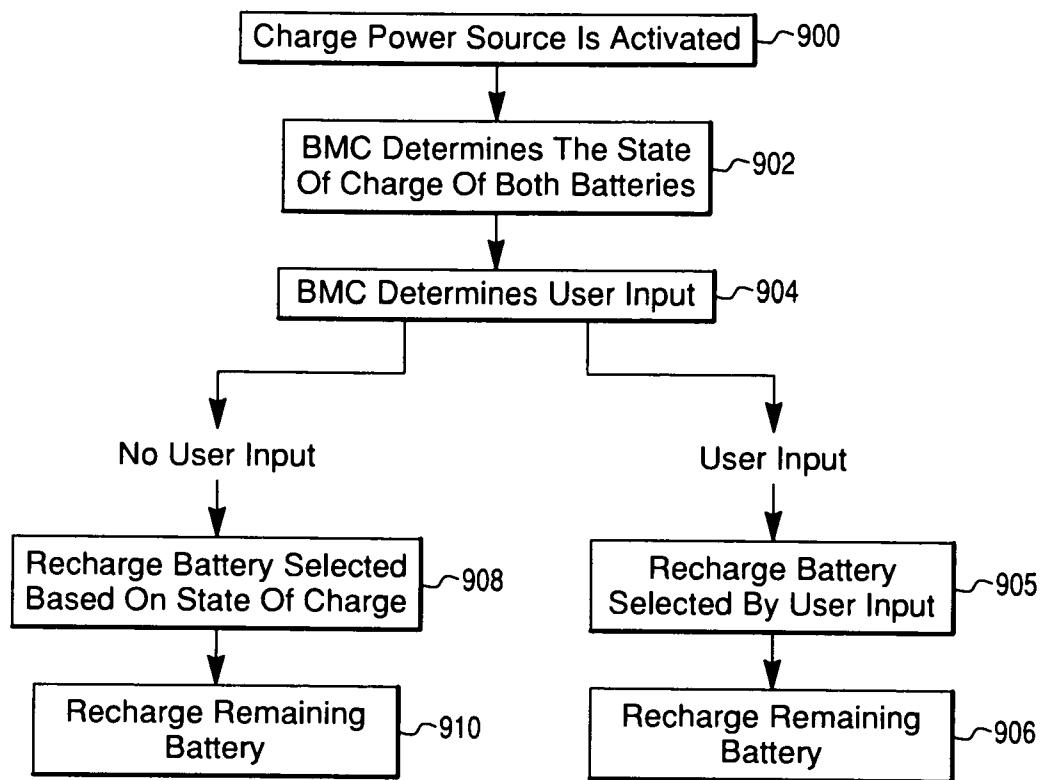 Charge Power Source Is Activated 900
BMC Determines The State
Of Charge Of Both Batteries 902
BMC Determines User Input 904
No User Input
User Input
Recharge Battery Selected
Based On State Of Charge 908
Recharge Battery
Selected By User Input 905
Recharge Remaining
Battery 910
Recharge Remaining
Battery 906